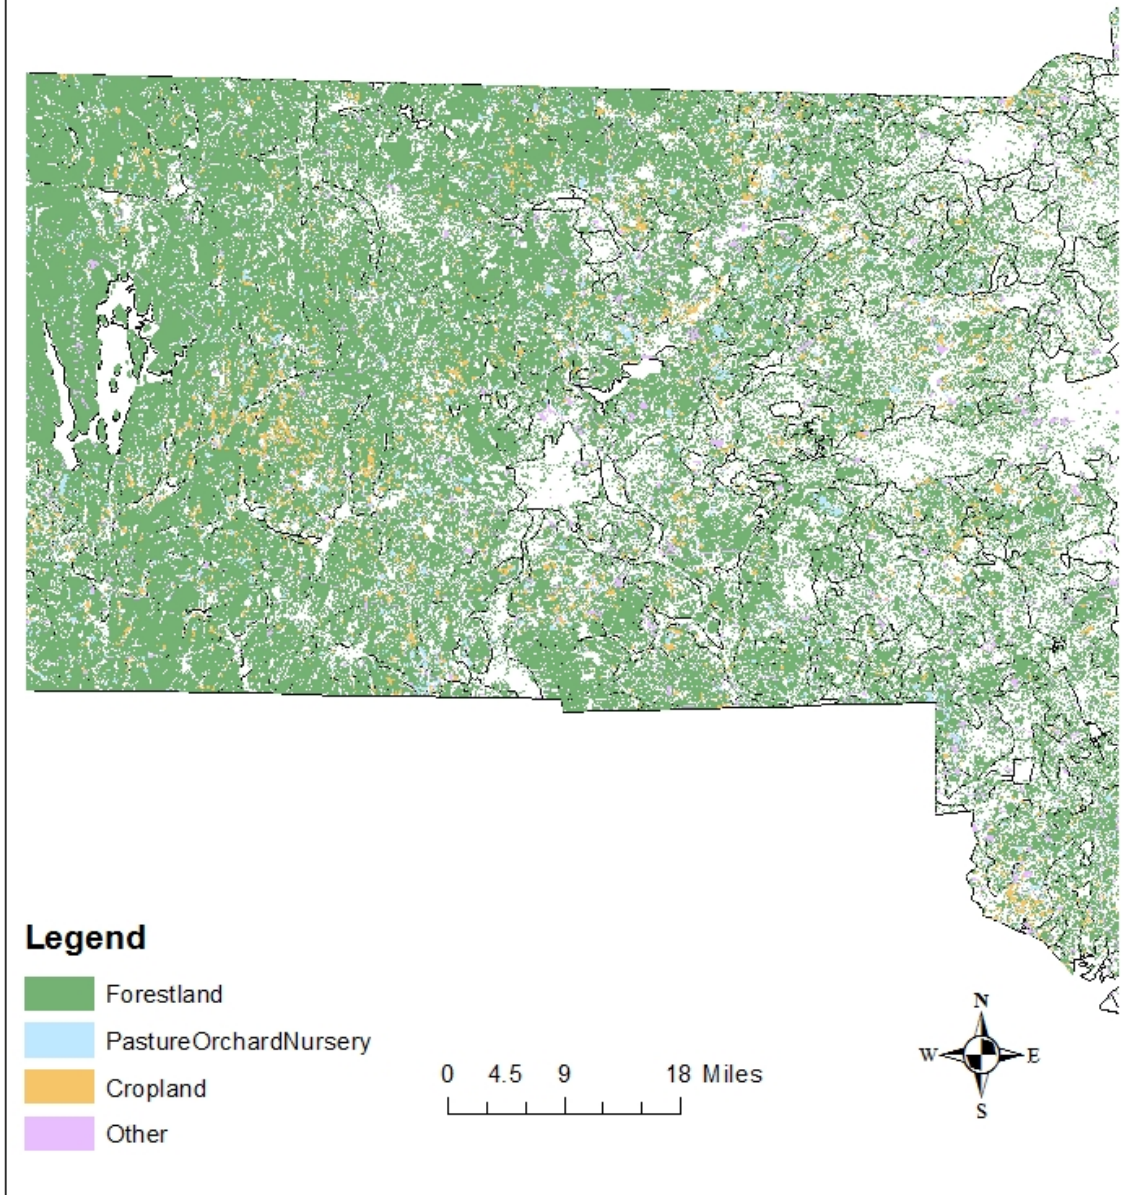 Legend
Forestland
PastureOrchardNursery
Cropland
Other
0 4.5 9 18 Miles
N
W E
S